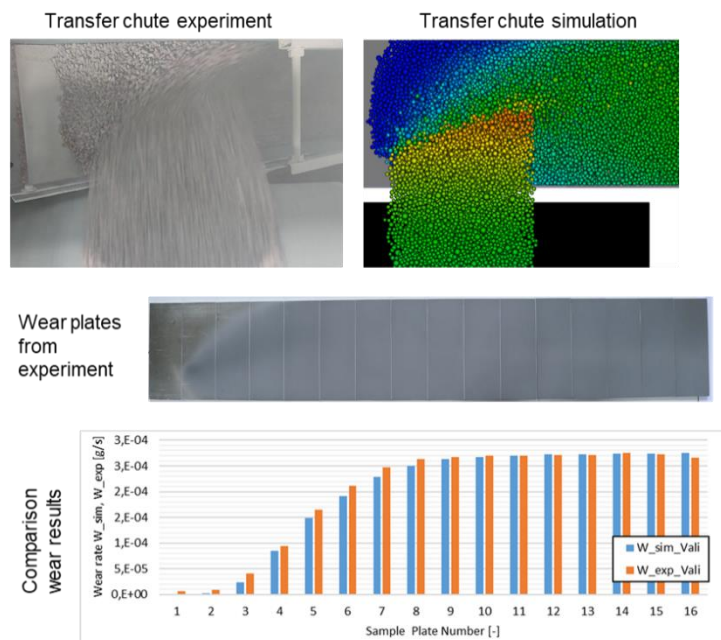 Transfer chute experiment
Transfer chute simulation
Wear plates
from
experiment
Comparison
wear results
Wear rate W_sim, W_exp [g/s]
3,E-04
3,E-04
2,E-04
2,E-04
1,E-04
5,E-05
0,E+00
W_sim_Vali
W_exp_Vali
1 2 3 4 5 6 7 8 9 10 11 12 13 14 15 16
Sample Plate Number [-]